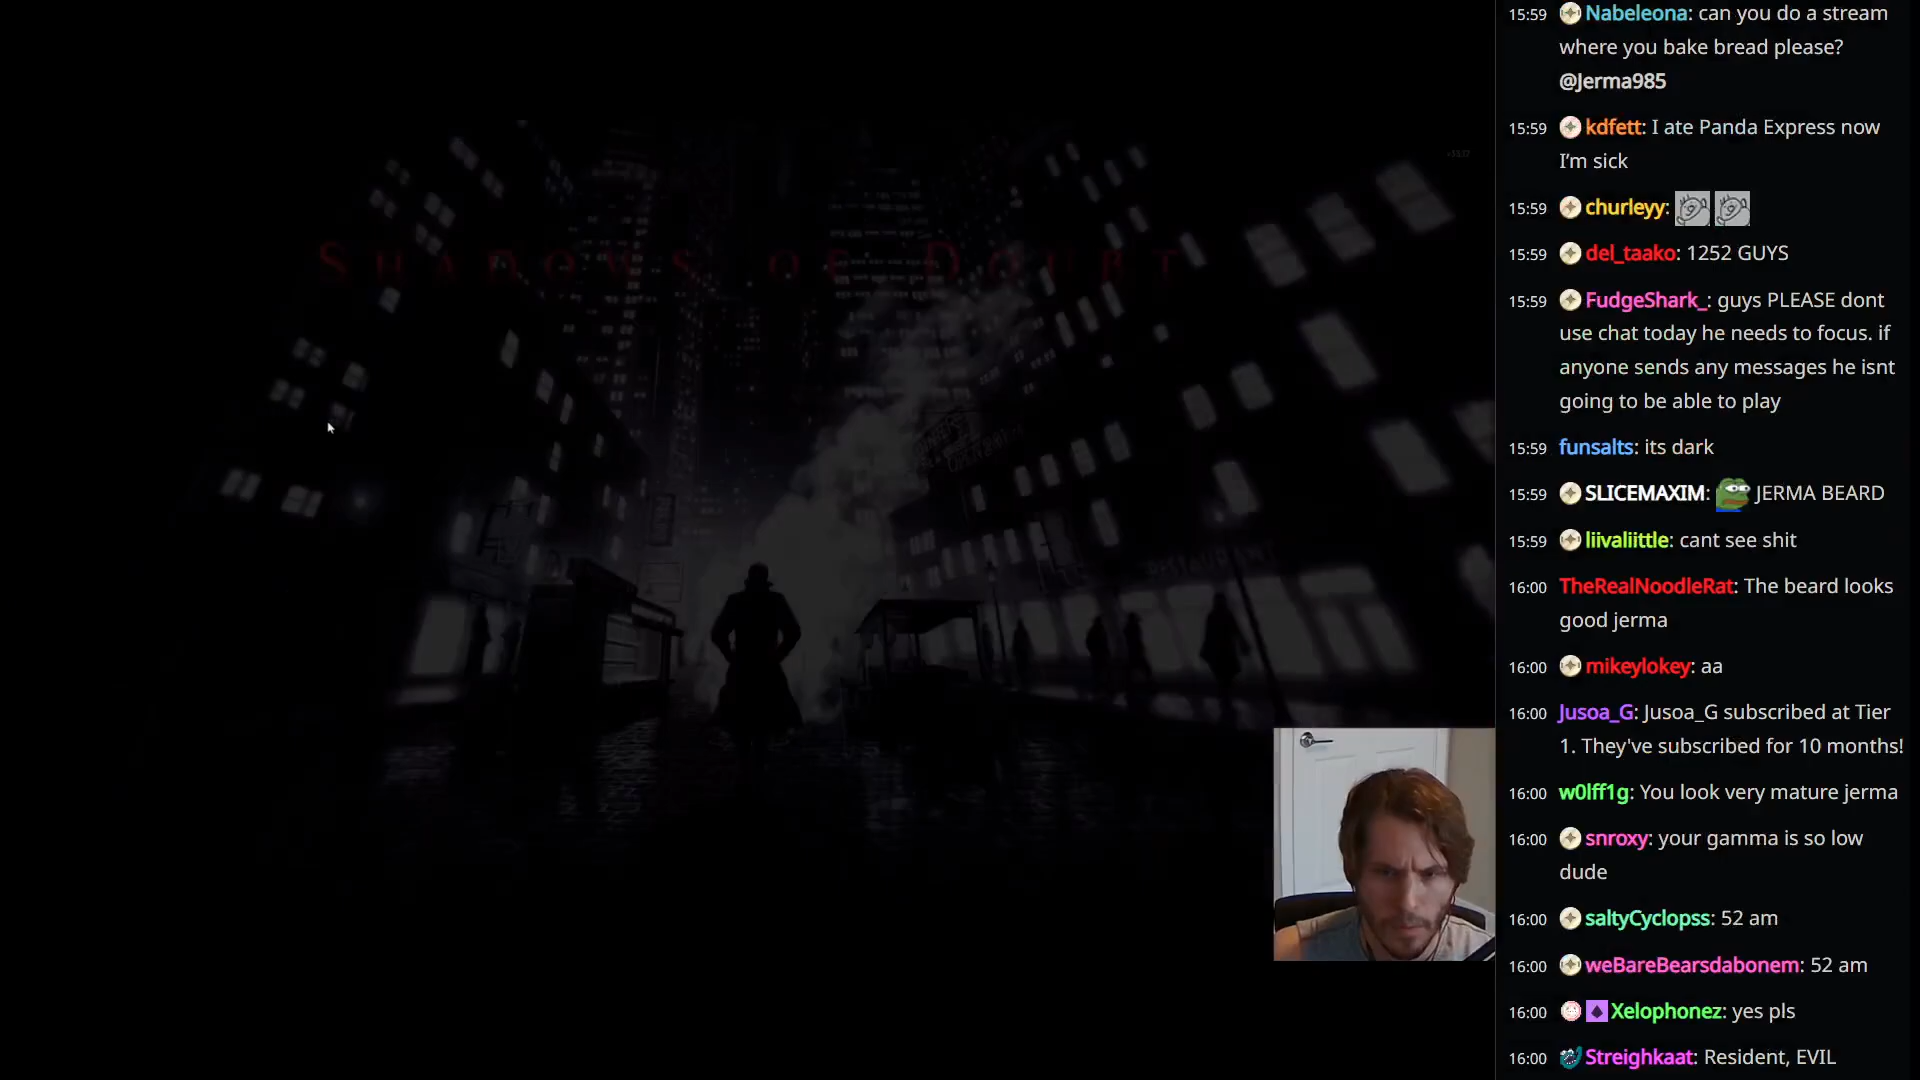 SHADOWS OF DOUBT
RESTAURANT
15:59 Nabeleona: can you do a stream
where you bake bread please?
@Jerma985
15:59 kdfett: I ate Panda Express now
I'm sick
15:59 churleyy:
15:59 del_taako: 1252 GUYS
15:59 FudgeShark_: guys PLEASE dont
use chat today he needs to focus. if
anyone sends any messages he isnt
going to be able to play
15:59 funsalts: its dark
15:59 SLICEMAXIM: JERMA BEARD
15:59 liivaliittle: cant see shit
16:00 TheRealNoodleRat: The beard looks
good jerma
16:00 mikeylokey: aa
16:00 Jusoa_G: Jusoa_G subscribed at Tier
1. They've subscribed for 10 months!
16:00 w0lff1g: You look very mature jerma
16:00 snroxy: your gamma is so low
dude
16:00 saltyCyclopss: 52 am
16:00 weBareBearsdabonem: 52 am
16:00 Xelophonez: yes pls
16:00 Streighkaat: Resident, EVIL